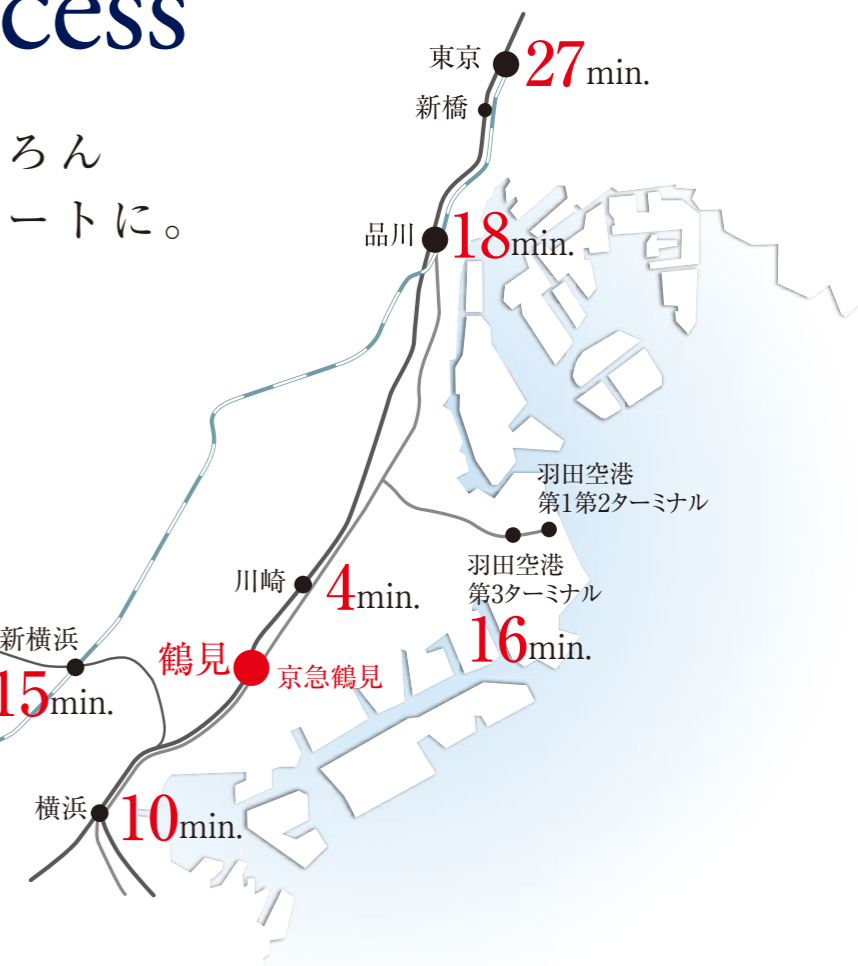 cess
ろん
ートに。
東京
27min.
新橋
品川
18min.
羽田空港
第1第2ターミナル
羽田空港
第3ターミナル
16min.
川崎
4min.
新横浜
15min.
鶴見
京急鶴見
横浜
10min.